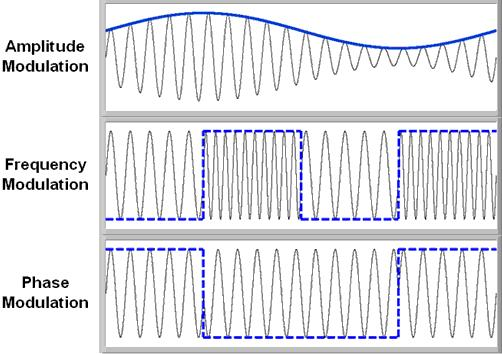 Amplitude
Modulation
Frequency
Modulation
Phase
Modulation